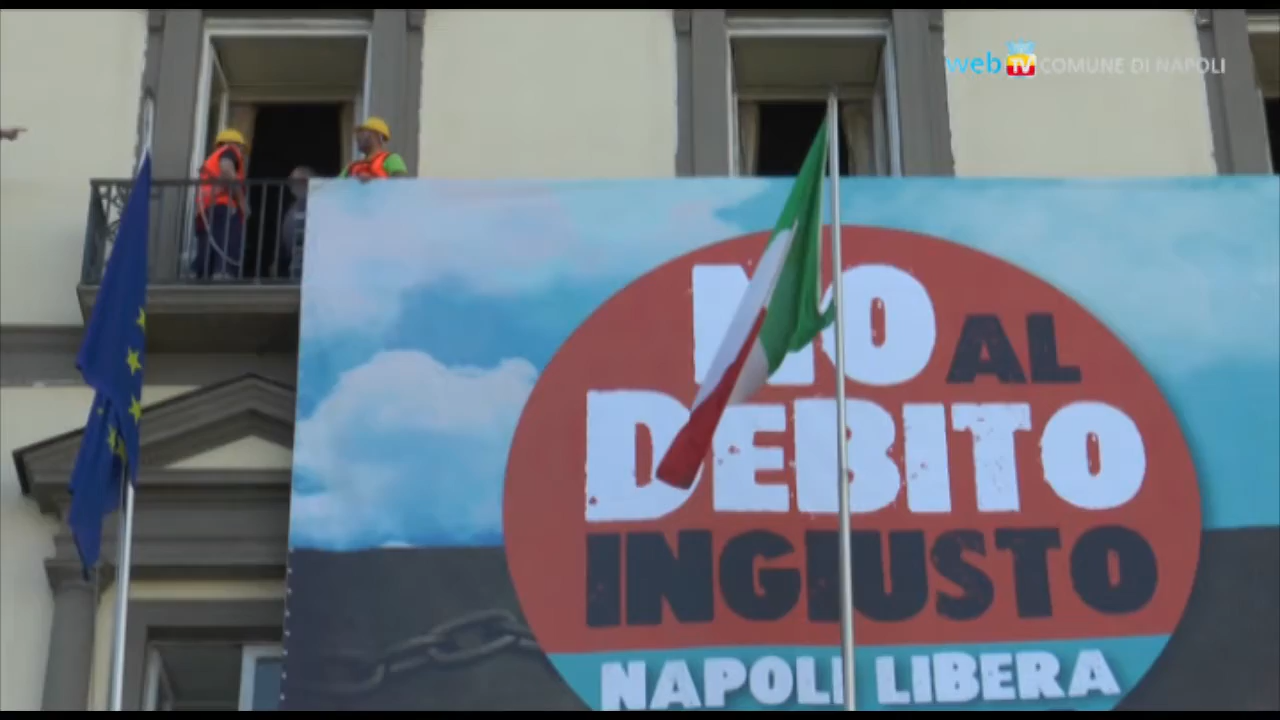 web TV COMUNE DI NAPOLI
NO AL
DEBITO
INGIUSTO
NAPOLI LIBERA